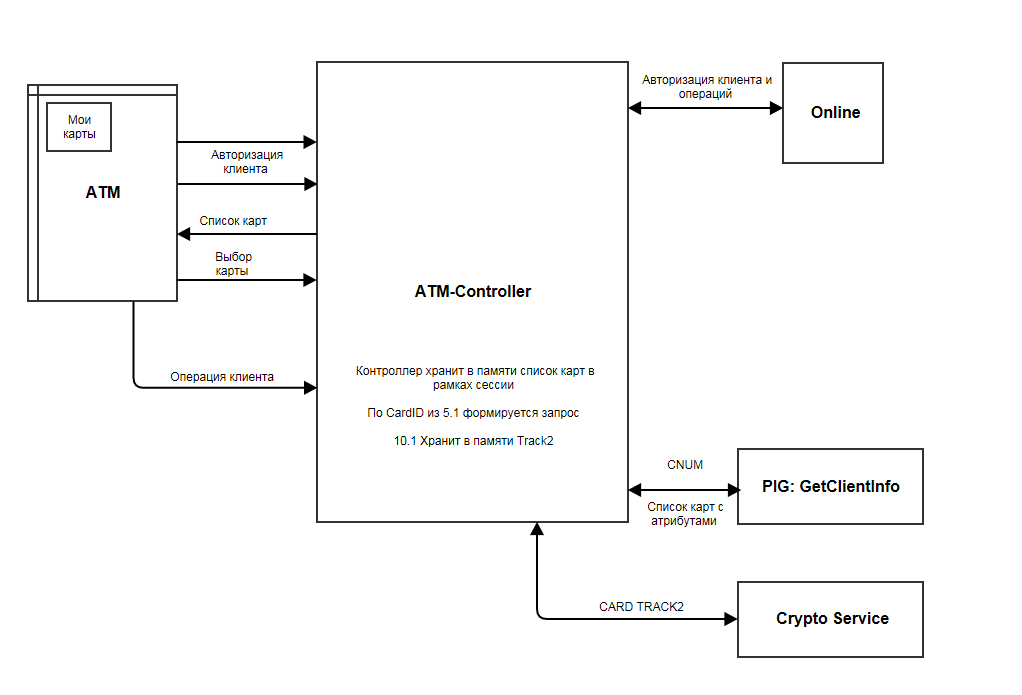 Мои
карты
ATM
Авторизация
клиента
Список карт
Выбор
карты
Операция клиента
ATM-Controller
Контроллер хранит в памяти список карт в
рамках сессии
По CardID из 5.1 формируется запрос
10.1 Хранит в памяти Track2
Авторизация клиента и
операций
Online
CNUM
Список карт с
атрибутами
PIG: GetClientInfo
CARD TRACK2
Crypto Service